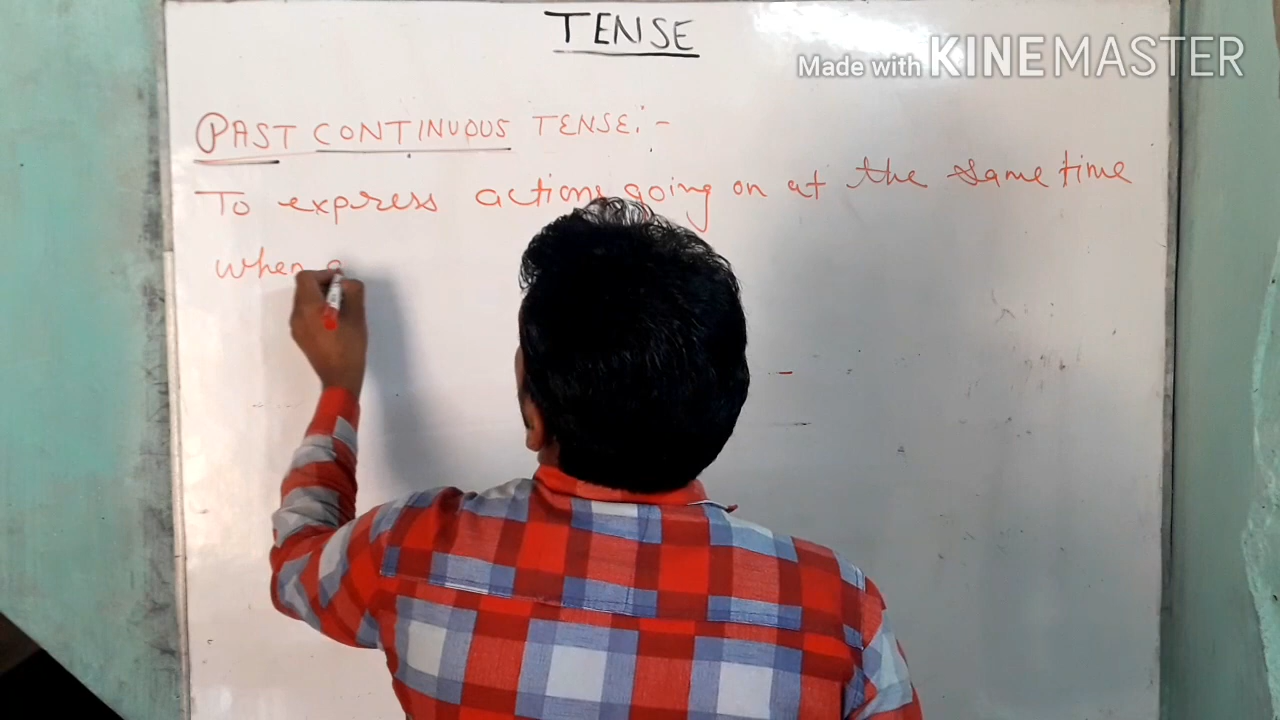 TENSE
Made with KINEMASTER
PAST CONTINUOUS TENSE:-
To express actions going on at the same time
when a